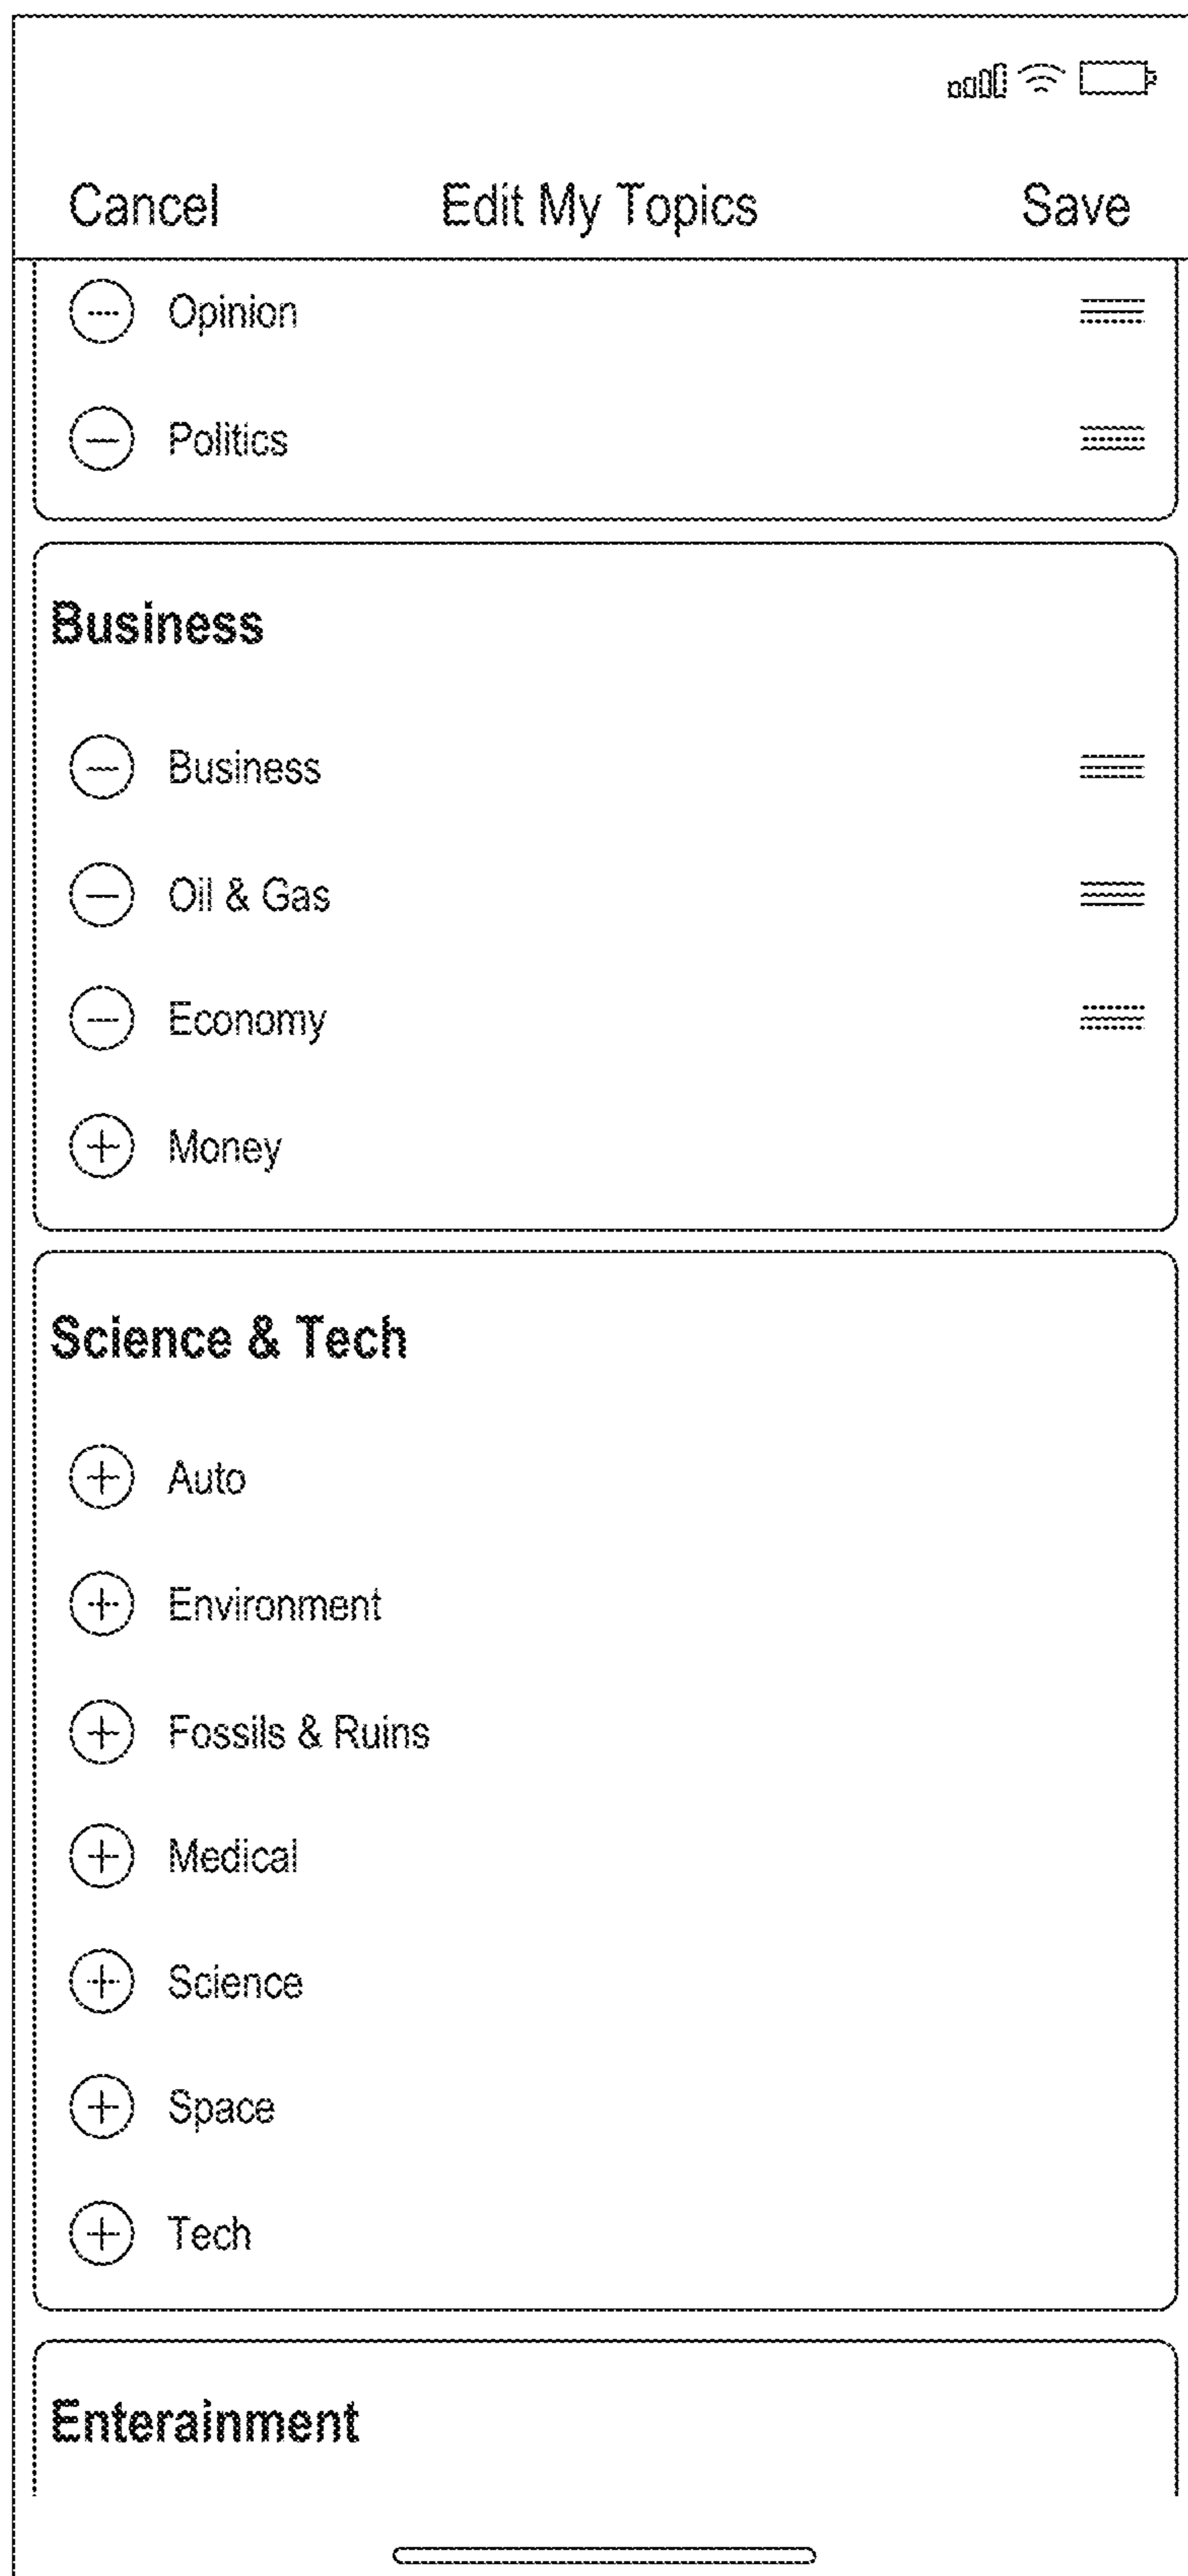 Cancel Edit My Topics Save
Opinion
Politics
Business
Business
Oil & Gas
Economy
Money
Science & Tech
Auto
Environment
Fossils & Ruins
Medical
Science
Space
Tech
Enterainment